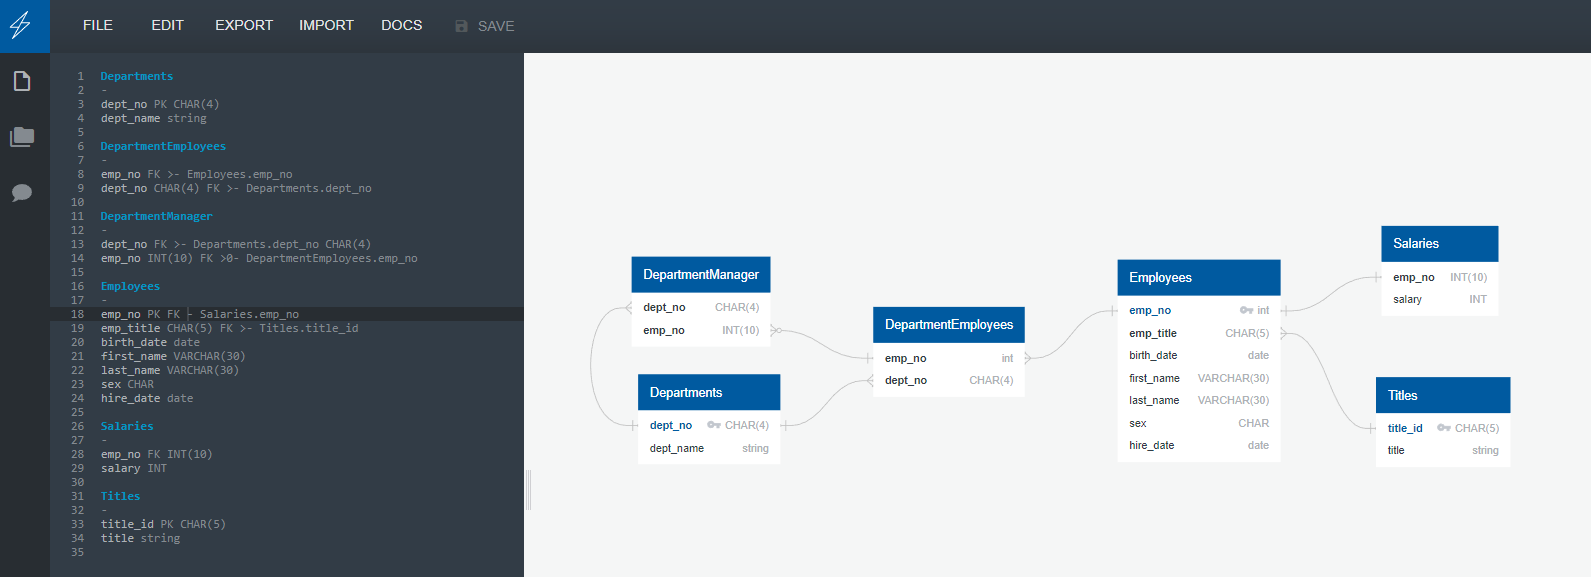 FILE EDIT EXPORT IMPORT DOCS SAVE
1 Departments
2 -
3 dept_no PK CHAR(4)
4 dept_name string
5
6 DepartmentEmployees
7 -
8 emp_no FK >- Employees.emp_no
9 dept_no CHAR(4) FK >- Departments.dept_no
10
11 DepartmentManager
12 -
13 dept_no FK >- Departments.dept_no CHAR(4)
14 emp_no INT(10) FK >0- DepartmentEmployees.emp_no
15
16 Employees
17 -
18 emp_no PK FK - Salaries.emp_no
19 emp_title CHAR(5) FK >- Titles.title_id
20 birth_date date
21 first_name VARCHAR(30)
22 last_name VARCHAR(30)
23 sex CHAR
24 hire_date date
25
26 Salaries
27 -
28 emp_no FK INT(10)
29 salary INT
30
31 Titles
32 -
33 title_id PK CHAR(5)
34 title string
35
DepartmentManager
dept_no CHAR(4)
emp_no INT(10)
Departments
dept_no CHAR(4)
dept_name string
DepartmentEmployees
emp_no int
dept_no CHAR(4)
Employees
emp_no int
emp_title CHAR(5)
birth_date date
first_name VARCHAR(30)
last_name VARCHAR(30)
sex CHAR
hire_date date
Salaries
emp_no INT(10)
salary INT
Titles
title_id CHAR(5)
title string